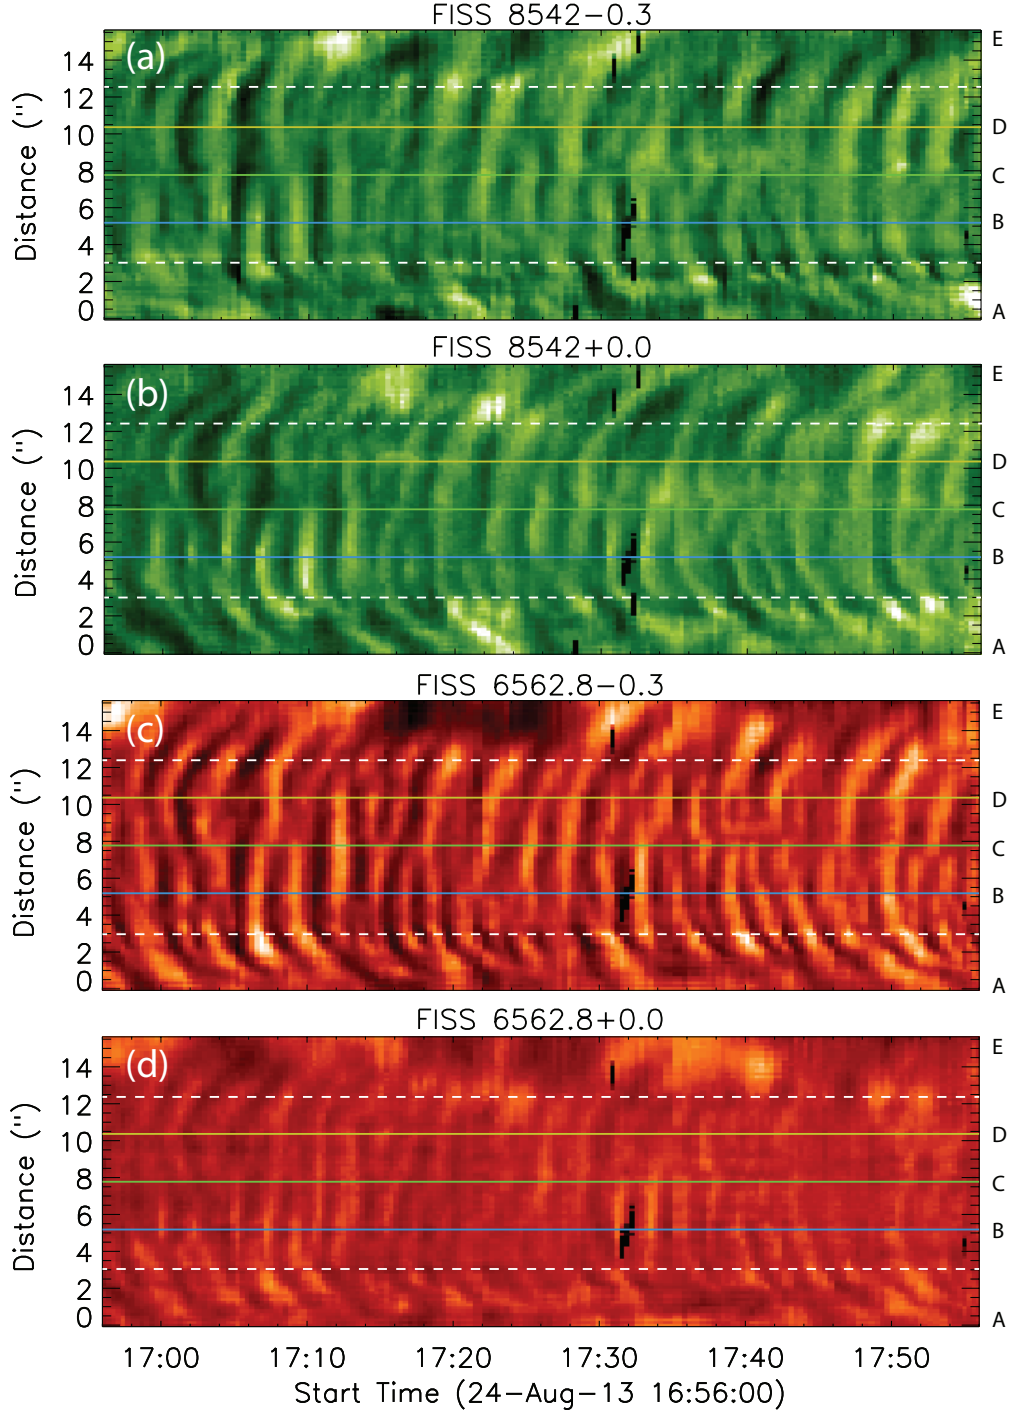 FISS 8542−0.3
(a)
E
14
12
D
10
Distance (")
8
C
6
B
4
2
0
A
FISS 8542+0.0
(b)
E
14
12
D
10
Distance (")
8
C
6
B
4
2
0
A
FISS 6562.8−0.3
(c)
E
14
12
D
10
Distance (")
8
C
6
B
4
2
0
A
FISS 6562.8+0.0
(d)
E
14
12
D
10
Distance (")
8
C
6
B
4
2
0
A
17:00 17:10 17:20 17:30 17:40 17:50
Start Time (24−Aug−13 16:56:00)